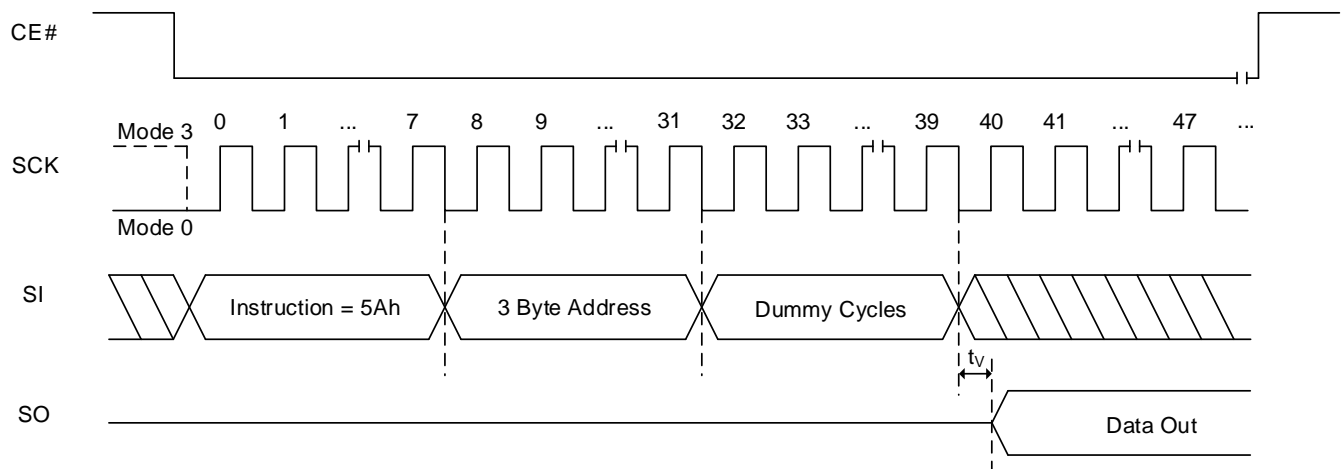 CE#
Mode 3 0 1 ... 7 8 9 ... 31 32 33 ... 39 40 41 ... 47 ...
SCK
Mode 0
SI Instruction = 5Ah 3 Byte Address Dummy Cycles
tV
SO Data Out